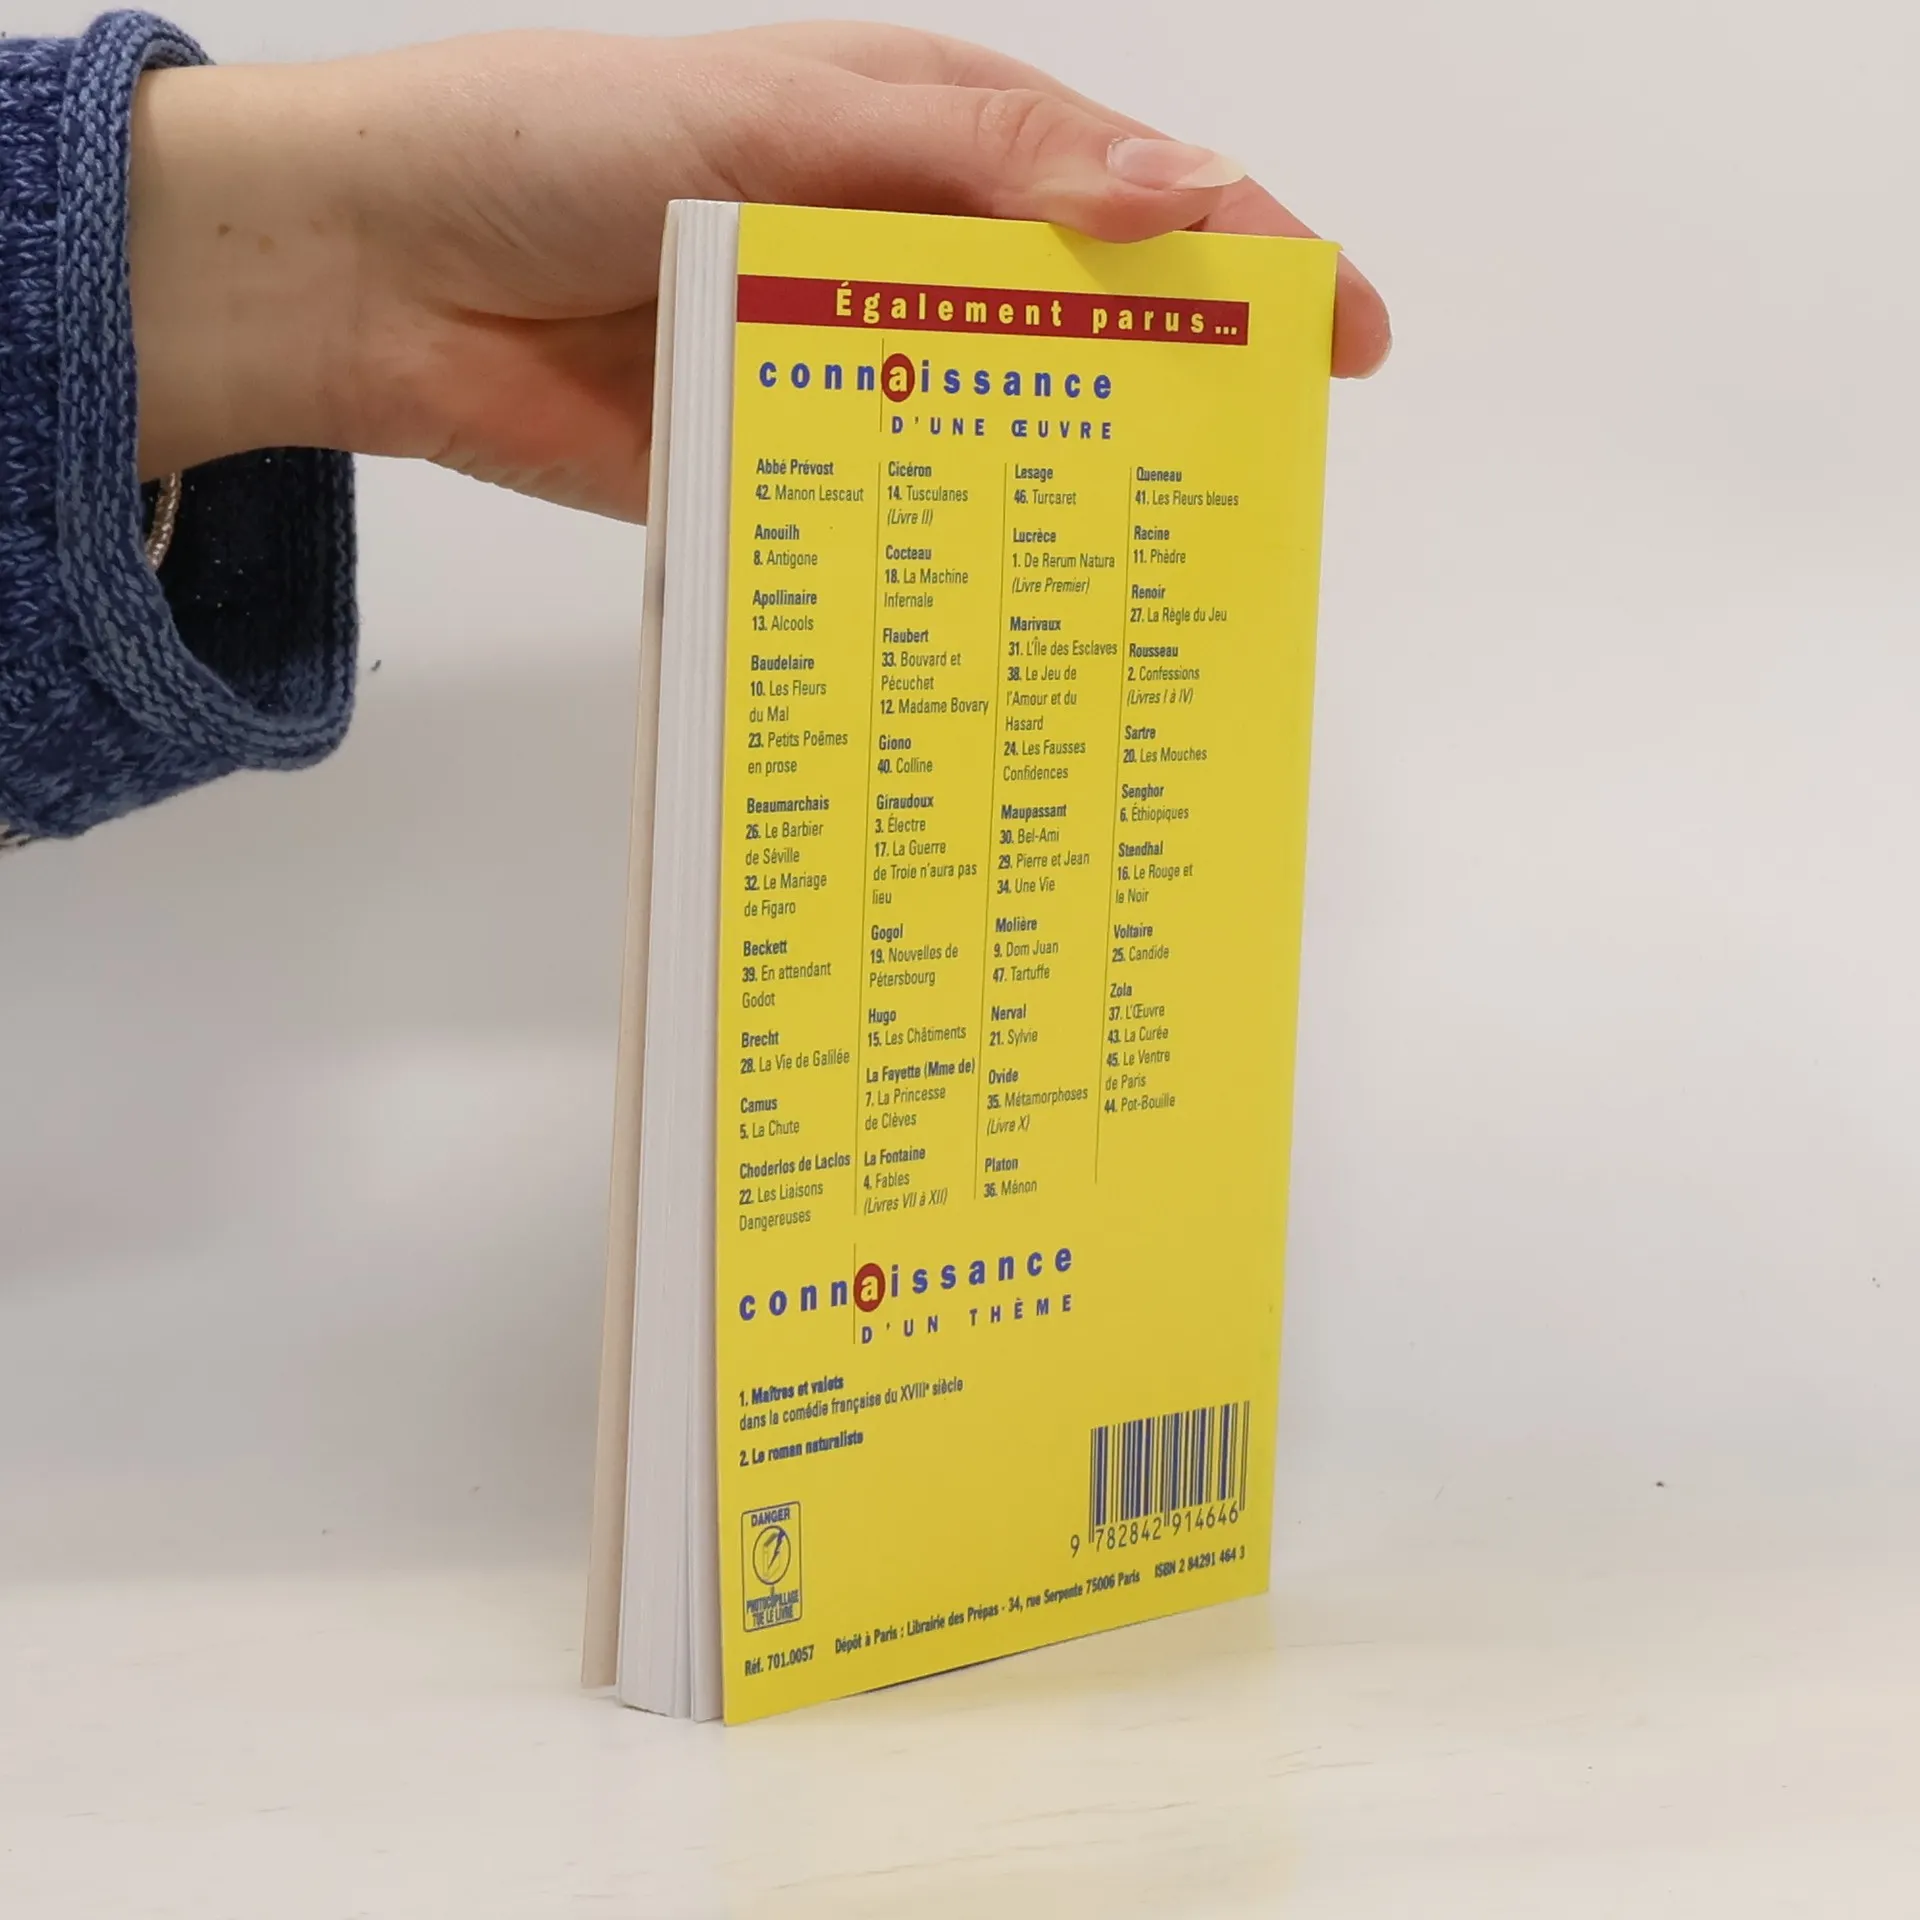 Également parus...
connaissance
D'UNE ŒUVRE
Abbé Prévost
42. Manon Lescaut
Anouilh
8. Antigone
Apollinaire
13. Alcools
Baudelaire
10. Les Fleurs
du Mal
23. Petits Poèmes
en prose
Beaumarchais
26. Le Barbier
de Séville
32. Le Mariage
de Figaro
Beckett
39. En attendant
Godot
Brecht
28. La Vie de Galilée
Camus
5. La Chute
Choderlos de Laclos
22. Les Liaisons
Dangereuses
Cicéron
14. Tusculanes
(Livre II)
Cocteau
18. La Machine
Infernale
Flaubert
33. Bouvard et
Pécuchet
12. Madame Bovary
Giono
40. Colline
Giraudoux
3. Électre
17. La Guerre
de Troie n'aura pas
lieu
Gogol
19. Nouvelles de
Pétersbourg
Hugo
15. Les Châtiments
La Fayette (Mme de)
7. La Princesse
de Clèves
La Fontaine
4. Fables
(Livres VII à XII)
Lesage
46. Turcaret
Lucrèce
1. De Rerum Natura
(Livre Premier)
Marivaux
31. L'Île des Esclaves
38. Le Jeu de
l'Amour et du
Hasard
24. Les Fausses
Confidences
Maupassant
30. Bel-Ami
29. Pierre et Jean
34. Une Vie
Molière
9. Dom Juan
47. Tartuffe
Nerval
21. Sylvie
Ovide
35. Métamorphoses
(Livre X)
Platon
36. Ménon
Queneau
41. Les Fleurs bleues
Racine
11. Phèdre
Renoir
27. La Règle du Jeu
Rousseau
2. Confessions
(Livres I à IV)
Sartre
20. Les Mouches
Senghor
6. Éthiopiques
Stendhal
16. Le Rouge et
le Noir
Voltaire
25. Candide
Zola
37. L'Œuvre
43. La Curée
45. Le Ventre
de Paris
44. Pot-Bouille
connaissance
D'UN THÈME
1. Maîtres et valets
dans la comédie française du XVIIIe siècle
2. Le roman naturaliste
DANGER
LE
PHOTOCOPILLAGE
TUE LE LIVRE
9 782842 914646
Réf. 701.0057 Dépôt à Paris : Librairie des Prépas - 34, rue Serpente 75006 Paris ISBN 2 84291 464 3